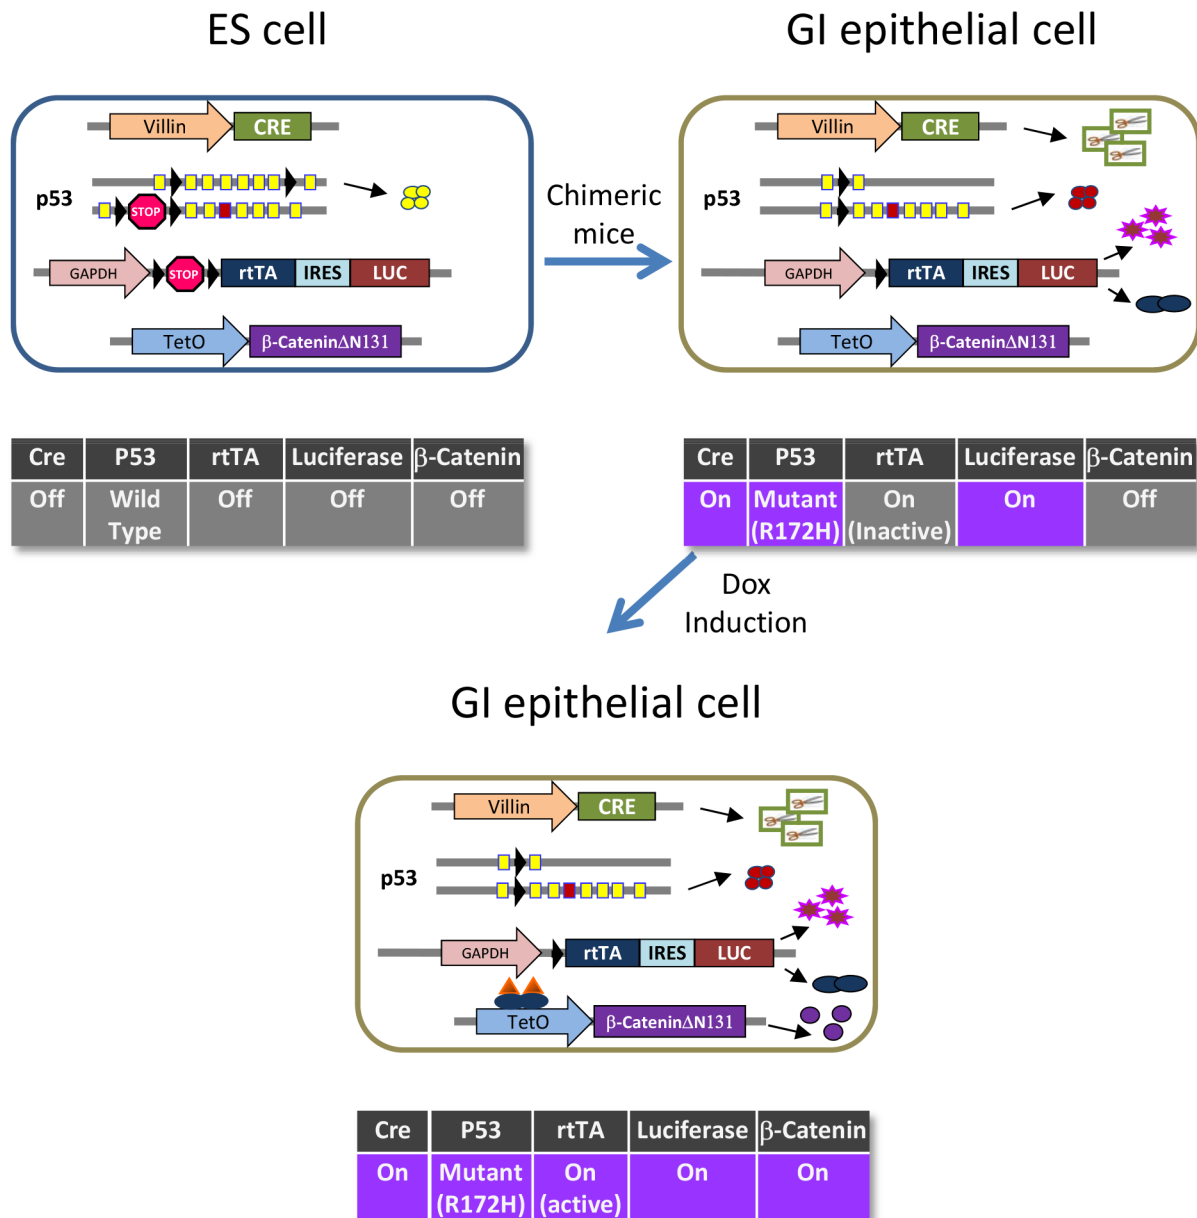 ES cell
GI epithelial cell
Villin CRE
p53
STOP
GAPDH STOP rtTA IRES LUC
TetO β-CateninΔN131
Chimeric
mice
Villin CRE
p53
GAPDH rtTA IRES LUC
TetO β-CateninΔN131
Cre P53 rtTA Luciferase β-Catenin
Off Wild Off Off Off
Type
Cre P53 rtTA Luciferase β-Catenin
On Mutant On On Off
(R172H) (Inactive)
Dox
Induction
GI epithelial cell
Villin CRE
p53
GAPDH rtTA IRES LUC
TetO β-CateninΔN131
Cre P53 rtTA Luciferase β-Catenin
On Mutant On On On
(R172H) (active)